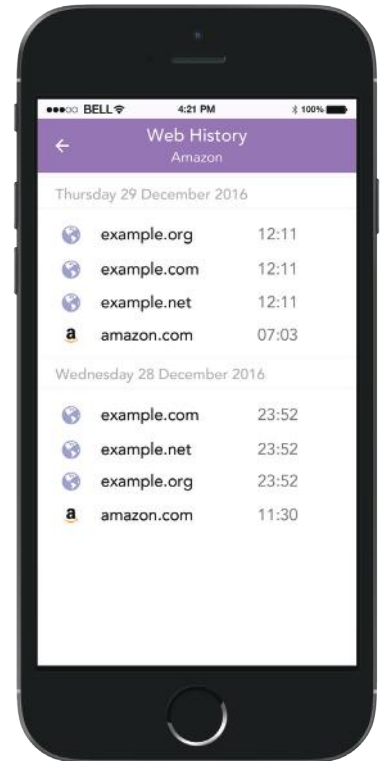 BELL 4:21 PM 100%
Web History
Amazon
Thursday 29 December 2016
example.org 12:11
example.com 12:11
example.net 12:11
a amazon.com 07:03
Wednesday 28 December 2016
example.com 23:52
example.net 23:52
example.org 23:52
a amazon.com 11:30